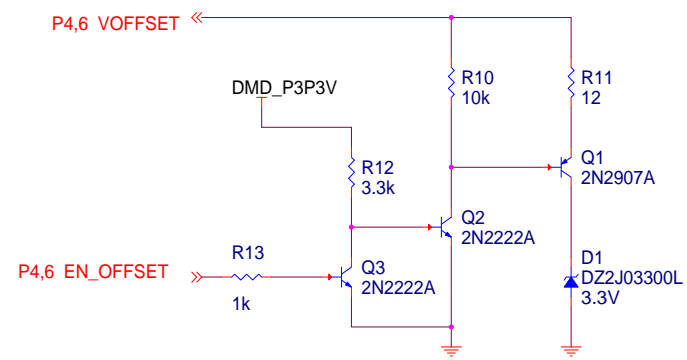 P4,6 VOFFSET
DMD_P3P3V
R10
10k
R11
12
R12
3.3k
Q1
2N2907A
Q2
2N2222A
R13
1k
P4,6 EN_OFFSET
Q3
2N2222A
D1
DZ2J03300L
3.3V